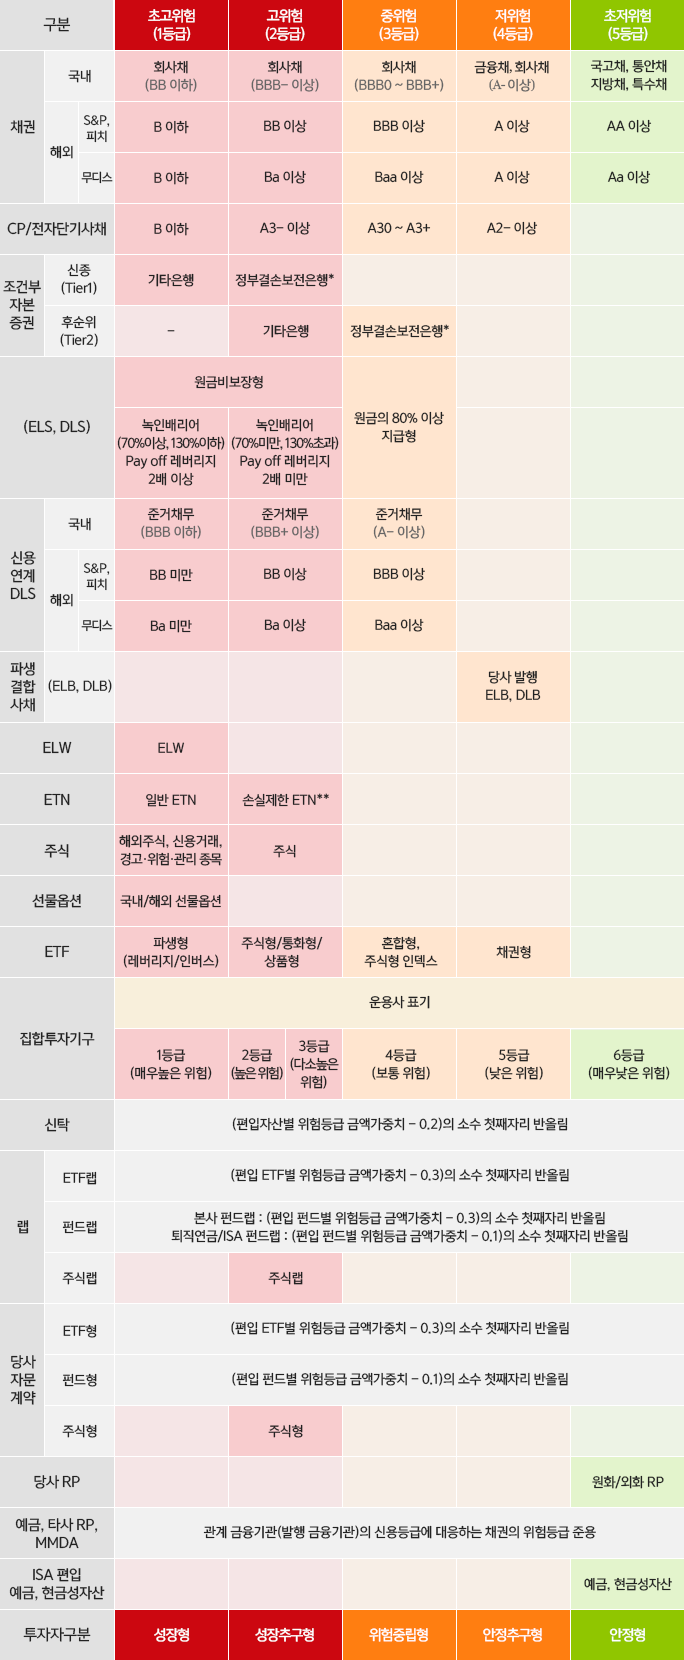 구분
초고위험
(1등급)
고위험
(2등급)
중위험
(3등급)
저위험
(4등급)
초저위험
(5등급)
채권
국내
회사채
(BB 이하)
회사채
(BBB- 이상)
회사채
(BBB0 ~ BBB+)
금융채, 회사채
(A- 이상)
국고채, 통안채
지방채, 특수채
해외
S&P,
피치
B 이하
BB 이상
BBB 이상
A 이상
AA 이상
무디스
B 이하
Ba 이상
Baa 이상
A 이상
Aa 이상
CP/전자단기사채
B 이하
A3- 이상
A30 ~ A3+
A2- 이상
조건부
자본
증권
신종
(Tier1)
기타은행
정부결손보전은행*
후순위
(Tier2)
-
기타은행
정부결손보전은행*
(ELS, DLS)
원금비보장형
녹인배리어
(70%이상, 130%이하)
Pay off 레버리지
2배 이상
녹인배리어
(70%미만, 130%초과)
Pay off 레버리지
2배 미만
원금의 80% 이상
지급형
신용
연계
DLS
국내
준거채무
(BBB 이하)
준거채무
(BBB+ 이상)
준거채무
(A- 이상)
해외
S&P,
피치
BB 미만
BB 이상
BBB 이상
무디스
Ba 미만
Ba 이상
Baa 이상
파생
결합
사채
(ELB, DLB)
당사 발행
ELB, DLB
ELW
ELW
ETN
일반 ETN
손실제한 ETN**
주식
해외주식, 신용거래,
경고·위험·관리 종목
주식
선물옵션
국내/해외 선물옵션
ETF
파생형
(레버리지/인버스)
주식형/통화형/
상품형
혼합형,
주식형 인덱스
채권형
집합투자기구
운용사 표기
1등급
(매우높은 위험)
2등급
(높은 위험)
3등급
(다소높은
위험)
4등급
(보통 위험)
5등급
(낮은 위험)
6등급
(매우낮은 위험)
신탁
(편입자산별 위험등급 금액가중치 - 0.2)의 소수 첫째자리 반올림
랩
ETF랩
(편입 ETF별 위험등급 금액가중치 - 0.3)의 소수 첫째자리 반올림
펀드랩
본사 펀드랩 : (편입 펀드별 위험등급 금액가중치 - 0.3)의 소수 첫째자리 반올림
퇴직연금/ISA 펀드랩 : (편입 펀드별 위험등급 금액가중치 - 0.1)의 소수 첫째자리 반올림
주식랩
주식랩
당사
자문
계약
ETF형
(편입 ETF별 위험등급 금액가중치 - 0.3)의 소수 첫째자리 반올림
펀드형
(편입 펀드별 위험등급 금액가중치 - 0.1)의 소수 첫째자리 반올림
주식형
주식형
당사 RP
원화/외화 RP
예금, 타사 RP,
MMDA
관계 금융기관(발행 금융기관)의 신용등급에 대응하는 채권의 위험등급 준용
ISA 편입
예금, 현금성자산
예금, 현금성자산
투자자구분
성장형
성장추구형
위험중립형
안정추구형
안정형